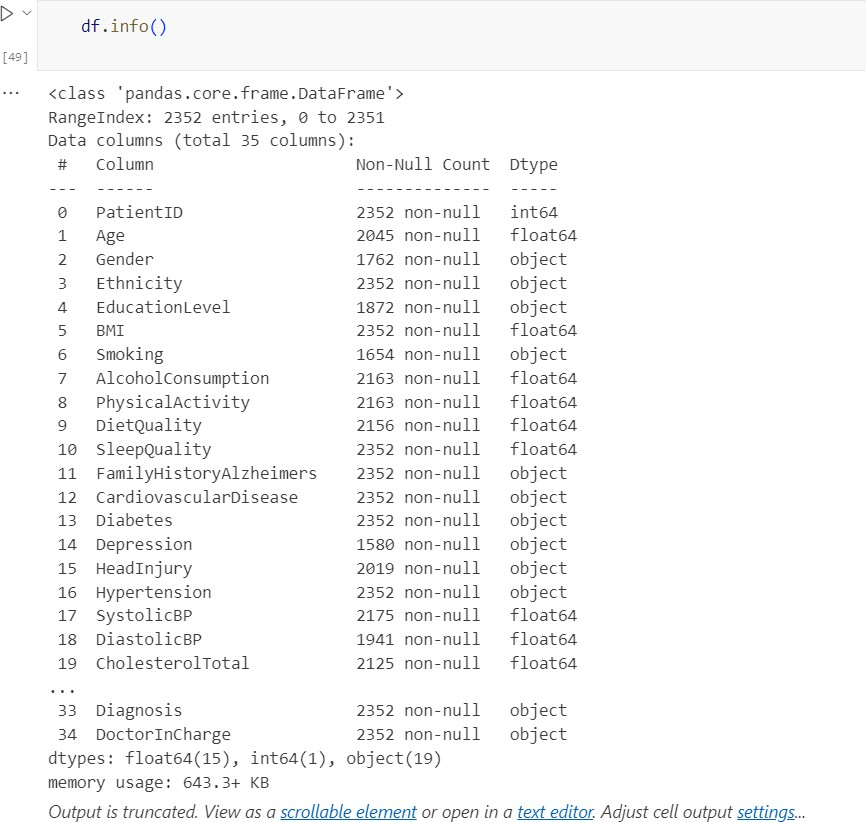 df.info()
[49]
... <class 'pandas.core.frame.DataFrame'>
RangeIndex: 2352 entries, 0 to 2351
Data columns (total 35 columns):
 #   Column                     Non-Null Count  Dtype
---  ------                     --------------  -----
 0   PatientID                  2352 non-null   int64
 1   Age                        2045 non-null   float64
 2   Gender                     1762 non-null   object
 3   Ethnicity                  2352 non-null   object
 4   EducationLevel             1872 non-null   object
 5   BMI                        2352 non-null   float64
 6   Smoking                    1654 non-null   object
 7   AlcoholConsumption         2163 non-null   float64
 8   PhysicalActivity           2163 non-null   float64
 9   DietQuality                2156 non-null   float64
 10  SleepQuality               2352 non-null   float64
 11  FamilyHistoryAlzheimers    2352 non-null   object
 12  CardiovascularDisease      2352 non-null   object
 13  Diabetes                   2352 non-null   object
 14  Depression                 1580 non-null   object
 15  HeadInjury                 2019 non-null   object
 16  Hypertension               2352 non-null   object
 17  SystolicBP                 2175 non-null   float64
 18  DiastolicBP                1941 non-null   float64
 19  CholesterolTotal           2125 non-null   float64
...
 33  Diagnosis                  2352 non-null   object
 34  DoctorInCharge             2352 non-null   object
dtypes: float64(15), int64(1), object(19)
memory usage: 643.3+ KB
Output is truncated. View as a scrollable element or open in a text editor. Adjust cell output settings...